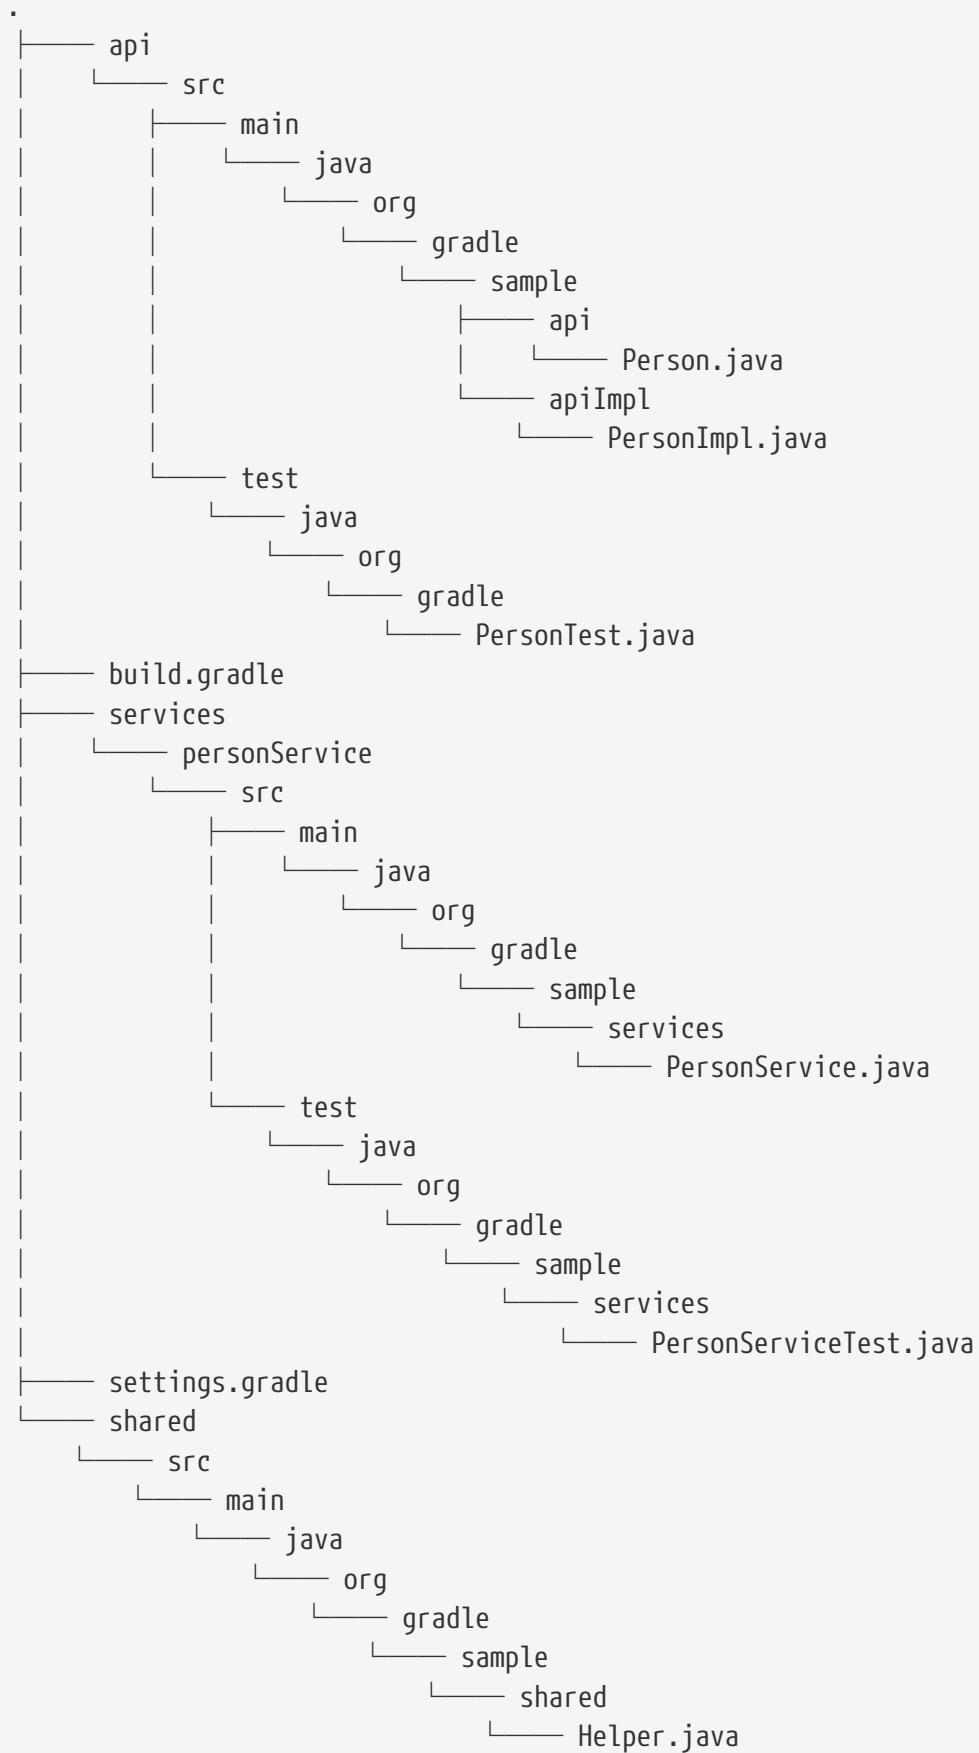 .
├── api
│   └── src
│       ├── main
│       │   └── java
│       │       └── org
│       │           └── gradle
│       │               └── sample
│       │                   ├── api
│       │                   │   └── Person.java
│       │                   └── apiImpl
│       │                       └── PersonImpl.java
│       └── test
│           └── java
│               └── org
│                   └── gradle
│                       └── PersonTest.java
├── build.gradle
├── services
│   └── personService
│       └── src
│           ├── main
│           │   └── java
│           │       └── org
│           │           └── gradle
│           │               └── sample
│           │                   └── services
│           │                       └── PersonService.java
│           └── test
│               └── java
│                   └── org
│                       └── gradle
│                           └── sample
│                               └── services
│                                   └── PersonServiceTest.java
├── settings.gradle
└── shared
    └── src
        └── main
            └── java
                └── org
                    └── gradle
                        └── sample
                            └── shared
                                └── Helper.java